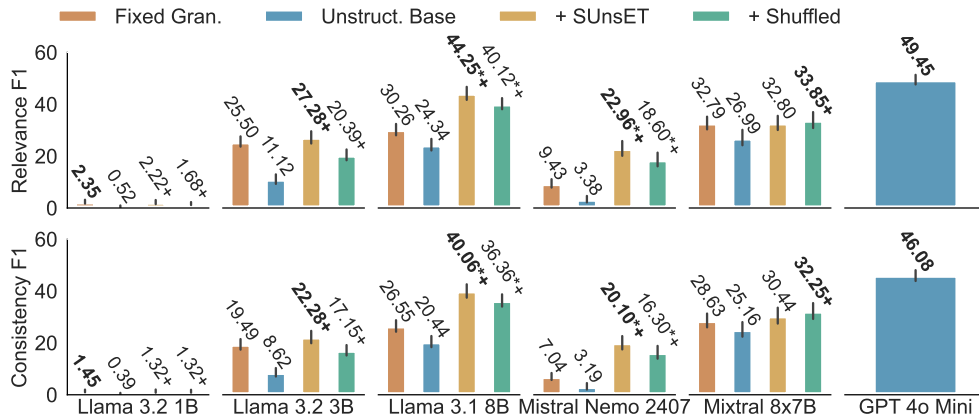 Fixed Gran. Unstruct. Base + SUnsET + Shuffled
Relevance F1
60
40
20
0
2.35 0.52 2.22+ 1.68+
25.50 11.12 27.28+ 20.39+
30.26 24.34 44.25*+ 40.12*+
9.43 3.38 22.96*+ 18.60*+
32.79 26.99 32.80 33.85+
49.45
Consistency F1
60
40
20
0
1.45 0.39 1.32+ 1.32+
19.49 8.62 22.28+ 17.15+
26.55 20.44 40.06*+ 36.36*+
7.04 3.19 20.10*+ 16.30*+
28.63 25.16 30.44 32.25+
46.08
Llama 3.2 1B Llama 3.2 3B Llama 3.1 8B Mistral Nemo 2407 Mixtral 8x7B GPT 4o Mini